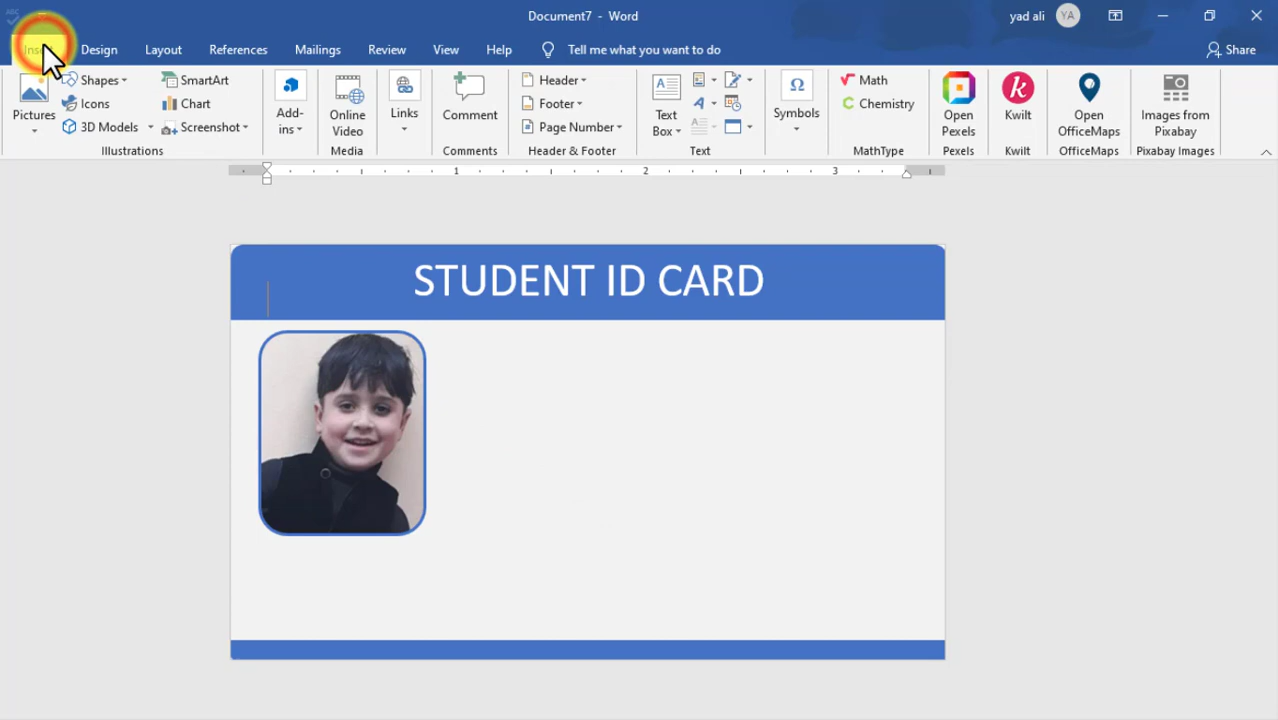 ABC
Document7 - Word
yad ali
YA
Insert Design Layout References Mailings Review View Help Tell me what you want to do Share
Pictures
Shapes
Icons
3D Models
SmartArt
Chart
Screenshot
Illustrations
Add-
ins
Online
Video
Media
Links
Comment
Comments
Header
Footer
Page Number
Header & Footer
Text
Box
A
Text
Ω
Symbols
Math
Chemistry
MathType
Open
Pexels
Pexels
Kwilt
Kwilt
Open
OfficeMaps
OfficeMaps
Images from
Pixabay
Pixabay Images
1 2 3
STUDENT ID CARD